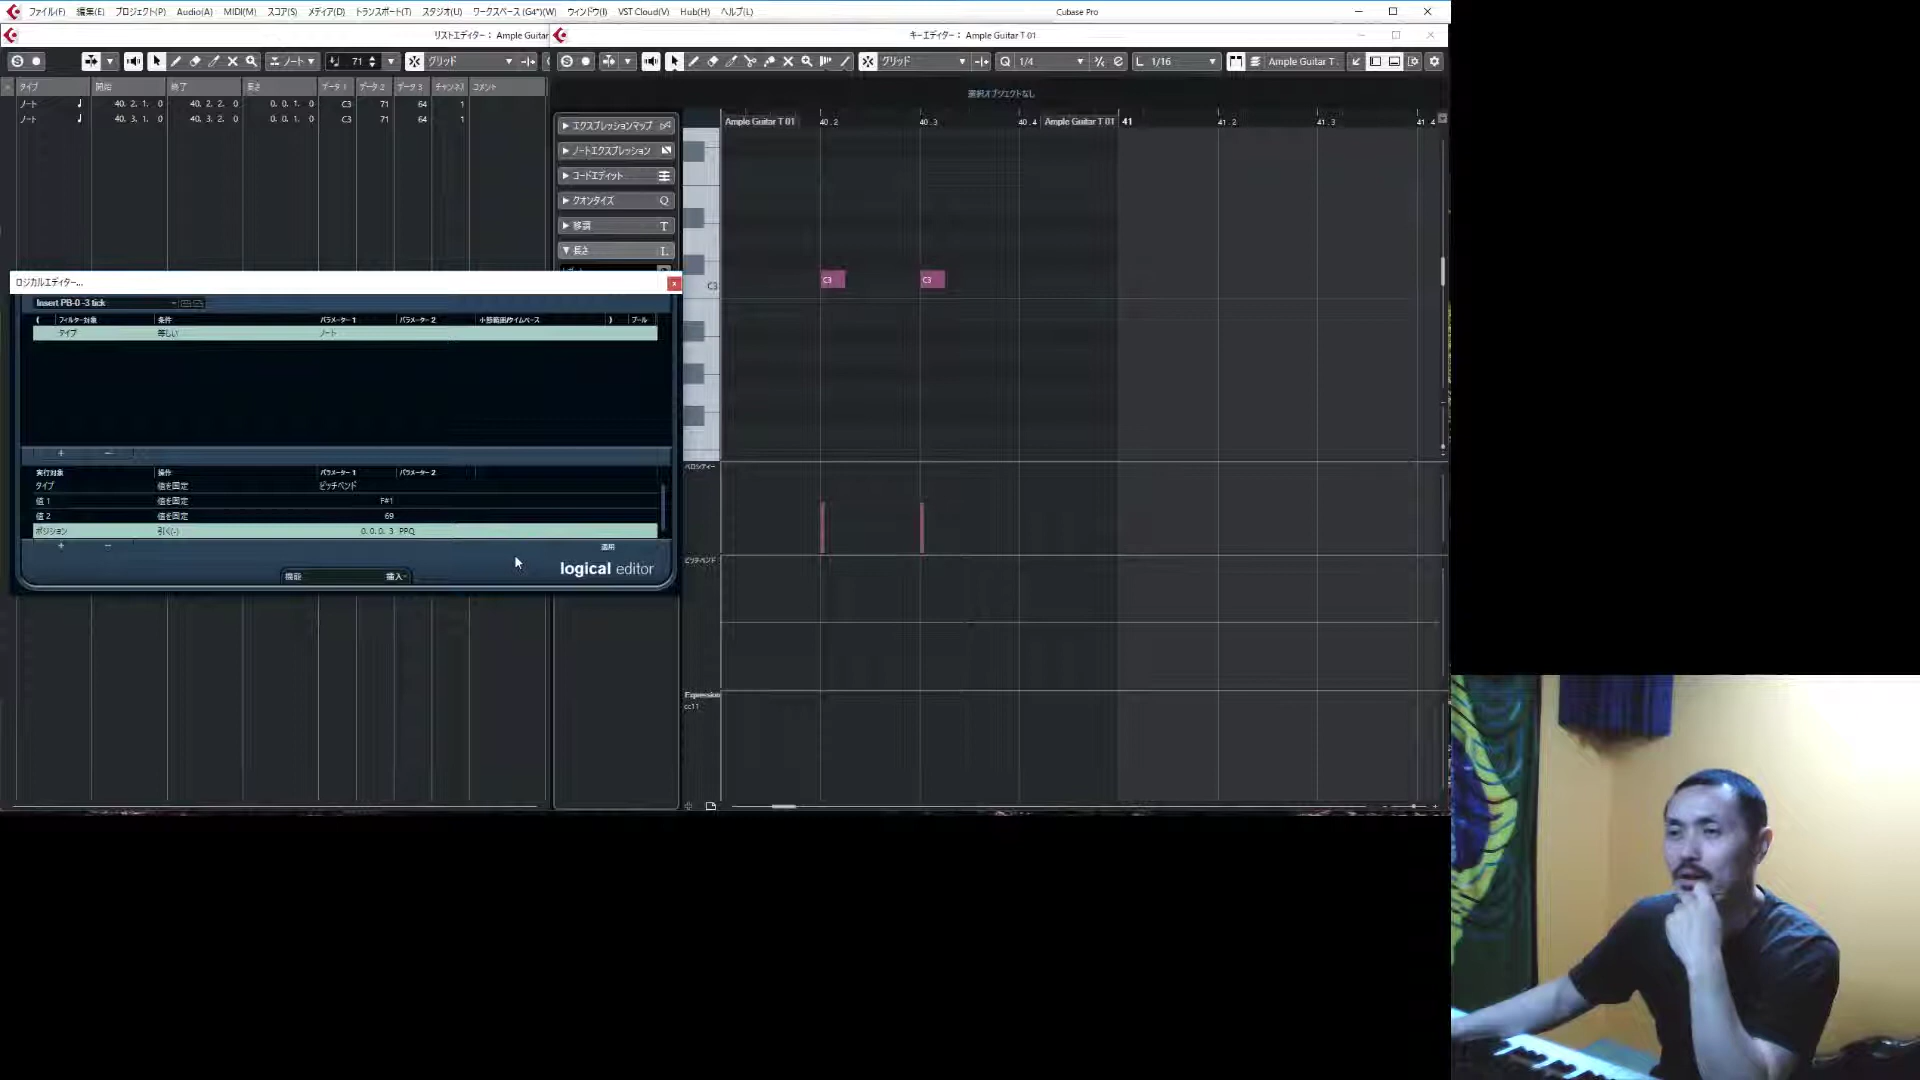 ファイル(F) 編集(E) プロジェクト(P) Audio(A) MIDI(M) スコア(S) メディア(D) トランスポート(T) スタジオ(U) ワークスペース (G4*)(W) ウィンドウ(I) VST Cloud(V) Hub(H) ヘルプ(L) Cubase Pro
リストエディター： Ample Guitar
キーエディター： Ample Guitar T 01
ノート 71 グリッド
グリッド Q 1/4 L 1/16 Ample Guitar T
タイプ 開始 終了 長さ データ 1 データ 2 データ 3 チャンネル コメント
ノート 40. 2. 1. 0 40. 2. 2. 0 0. 0. 1. 0 C3 71 64 1
ノート 40. 3. 1. 0 40. 3. 2. 0 0. 0. 1. 0 C3 71 64 1
選択オブジェクトなし
Ample Guitar T 01 40.2 40.3 40.4 Ample Guitar T 01 41 41.2 41.3 41.4
エクスプレッションマップ
ノートエクスプレッション
コードエディット
クオンタイズ Q
移調 T
長さ L
C3
C3 C3
ロジカルエディター...
Insert PB-0 -3 tick
( フィルター対象 条件 パラメーター 1 パラメーター 2 小節範囲/タイムベース ) ブール
タイプ 等しい ノート
+ −
実行対象 操作 パラメーター 1 パラメーター 2
タイプ 値を固定 ピッチベンド
値 1 値を固定 F#1
値 2 値を固定 69
ポジション 引く(-) 0. 0. 0. 3 PPQ
+ −
適用
logical editor
機能 挿入
ベロシティー
ピッチベンド
Expression
cc11